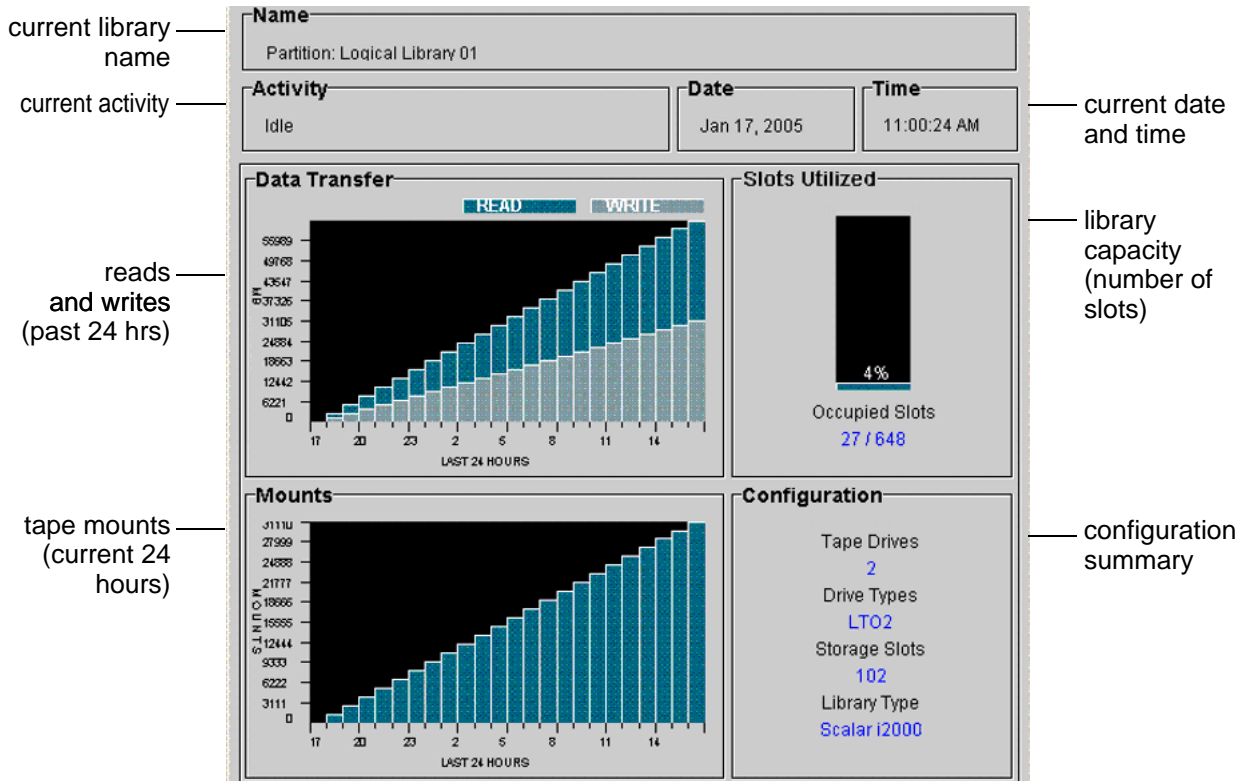 current library
name
Name
Partition: Logical Library 01
current activity
Activity
Idle
Date
Jan 17, 2005
Time
11:00:24 AM
current date
and time
reads
and writes
(past 24 hrs)
Data Transfer
READ
WRITE
55989
49768
43547
37326
31105
24884
18663
12442
6221
0
MB
17 20 23 2 5 8 11 14
LAST 24 HOURS
Slots Utilized
4%
Occupied Slots
27 / 648
library
capacity
(number of
slots)
tape mounts
(current 24
hours)
Mounts
31110
27999
24888
21777
18666
15555
12444
9333
6222
3111
0
MOUNTS
17 20 23 2 5 8 11 14
LAST 24 HOURS
Configuration
Tape Drives
2
Drive Types
LTO2
Storage Slots
102
Library Type
Scalar i2000
configuration
summary